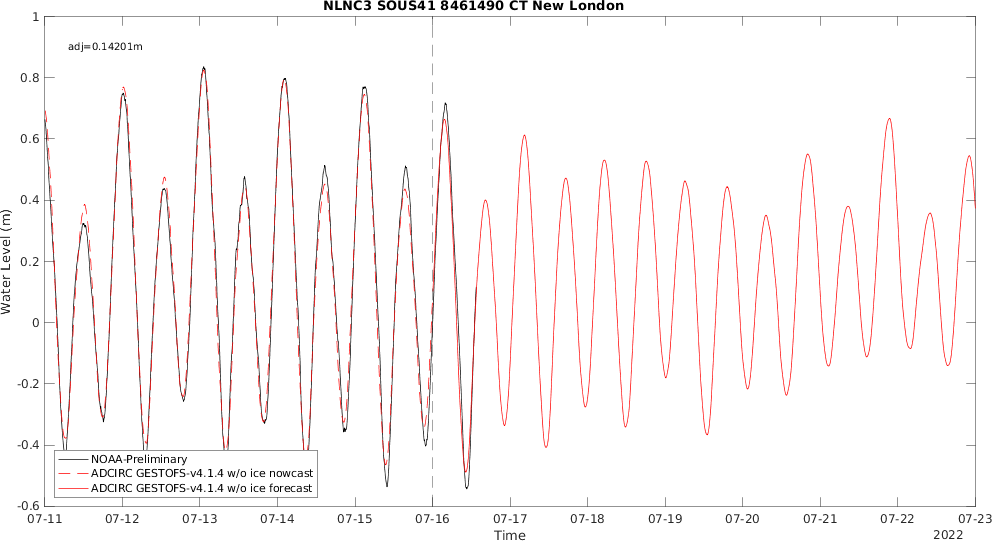 NLNC3 SOUS41 8461490 CT New London
adj=0.14201m
1
0.8
0.6
0.4
0.2
0
-0.2
-0.4
-0.6
Water Level (m)
NOAA-Preliminary
ADCIRC GESTOFS-v4.1.4 w/o ice nowcast
ADCIRC GESTOFS-v4.1.4 w/o ice forecast
07-11 07-12 07-13 07-14 07-15 07-16 07-17 07-18 07-19 07-20 07-21 07-22 07-23
Time
2022